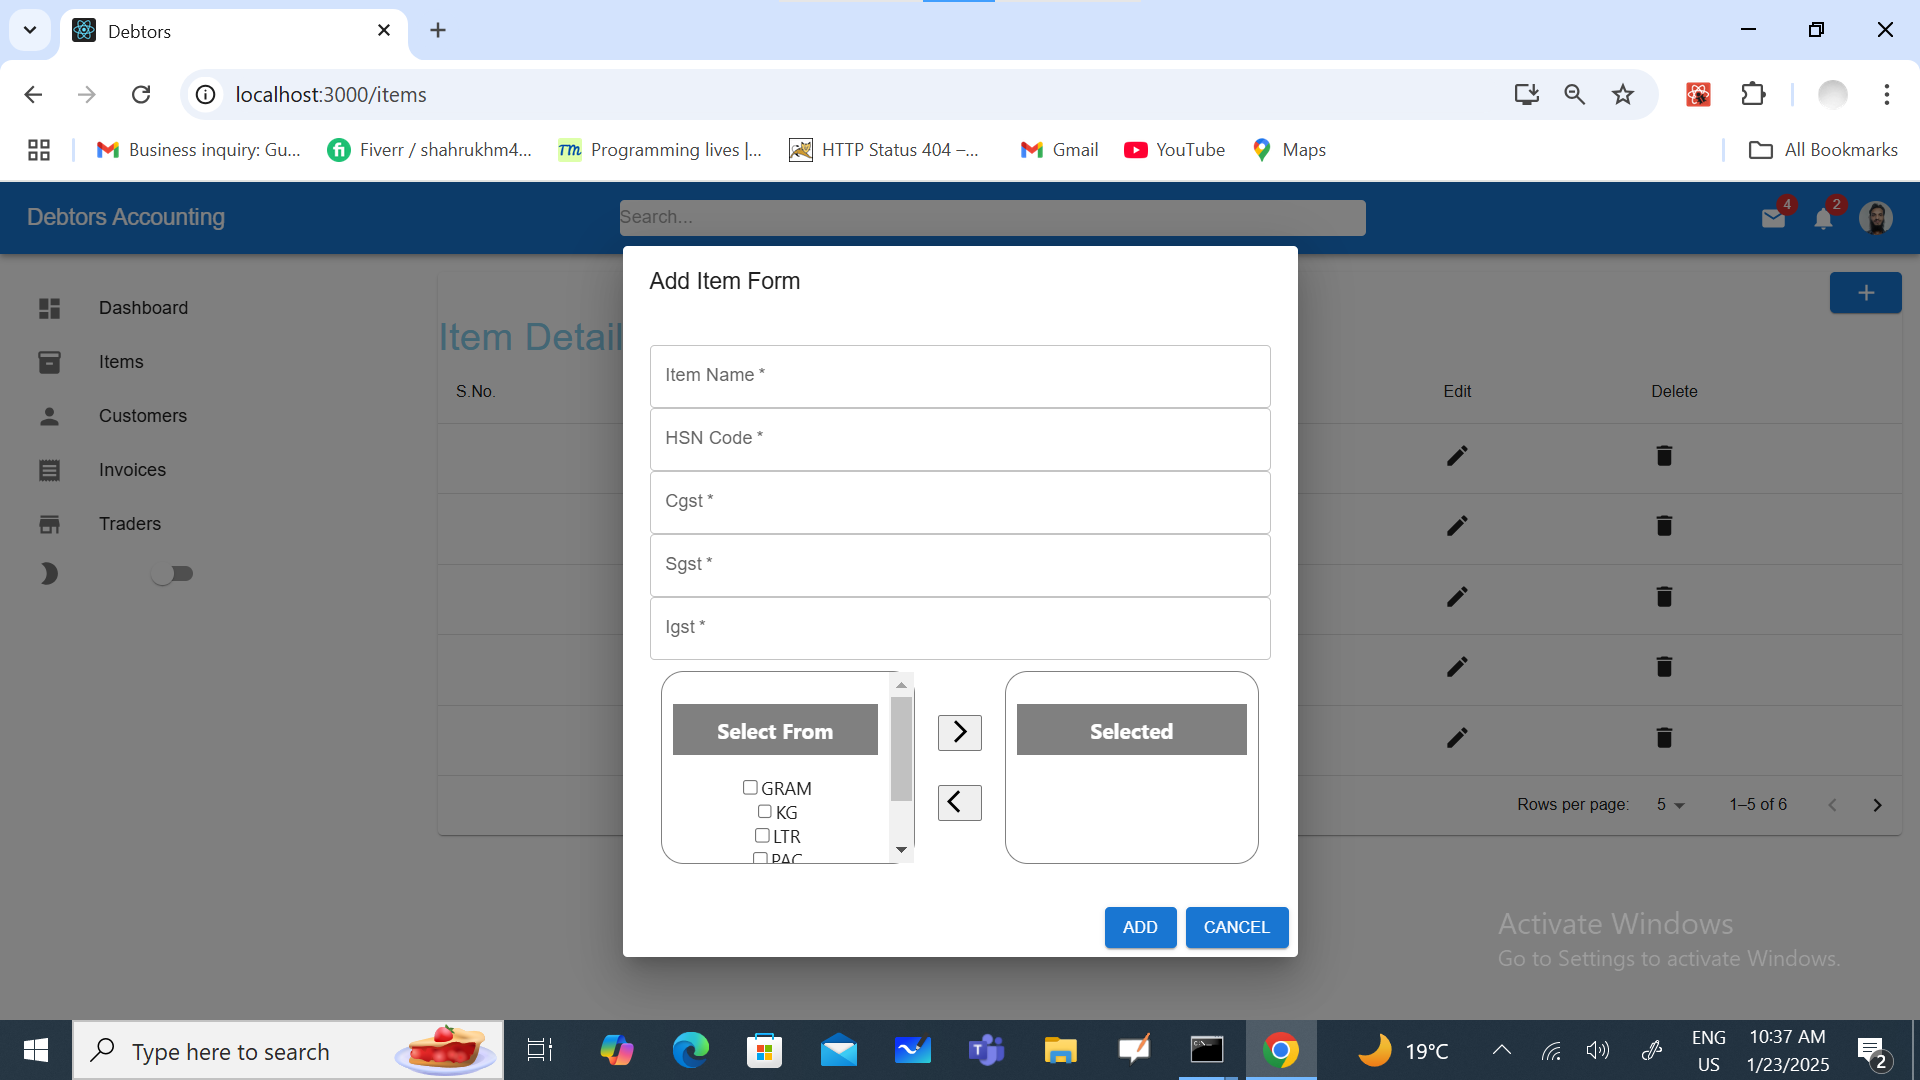 Debtors
localhost:3000/items
Business inquiry: Gu...
Fiverr / shahrukhm4...
TM Programming lives |...
HTTP Status 404 –...
Gmail
YouTube
Maps
All Bookmarks
Debtors Accounting
Search...
4
2
Add Item Form
Dashboard
Items
Customers
Invoices
Traders
Item Detail
S.No.
Edit
Delete
Item Name *
HSN Code *
Cgst *
Sgst *
Igst *
Select From
GRAM
KG
LTR
PAC
Selected
Rows per page:
5
1–5 of 6
ADD
CANCEL
Activate Windows
Go to Settings to activate Windows.
Type here to search
19°C
ENG
US
10:37 AM
1/23/2025
2